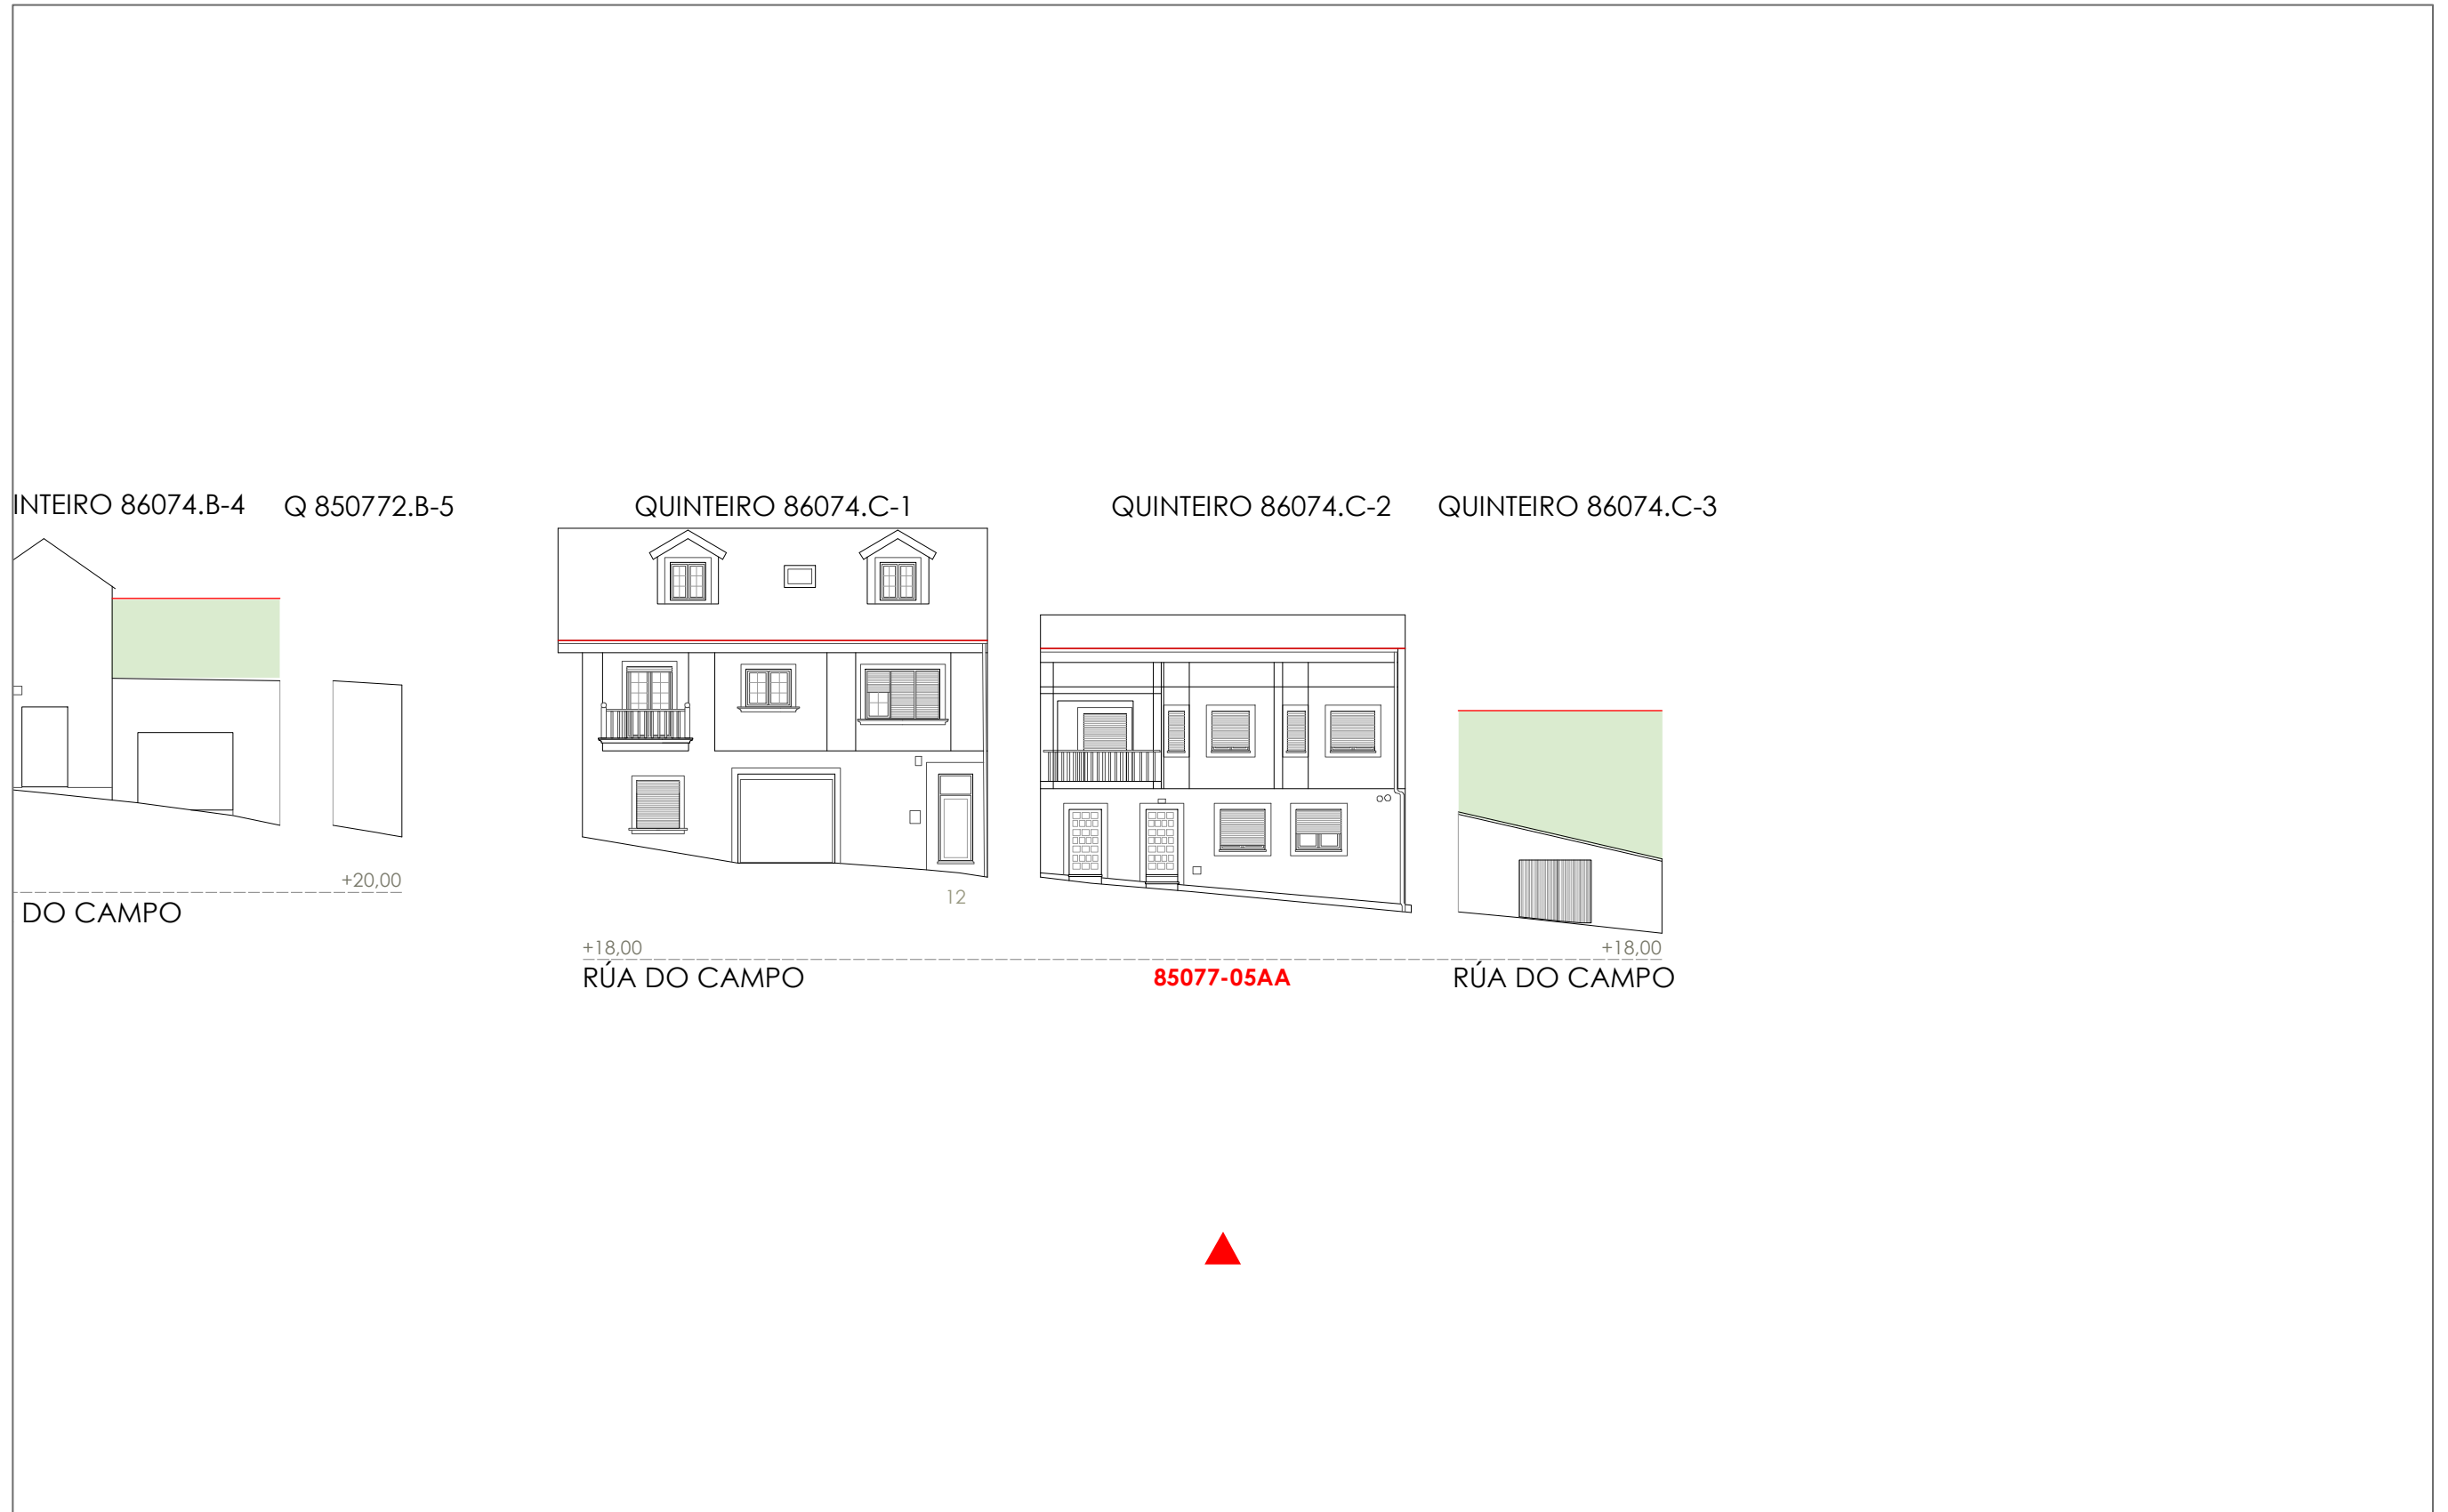 INTEIRO 86074.B-4
Q 850772.B-5
QUINTEIRO 86074.C-1
QUINTEIRO 86074.C-2
QUINTEIRO 86074.C-3
+20,00
DO CAMPO
12
+18,00
+18,00
RÚA DO CAMPO
85077-05AA
RÚA DO CAMPO